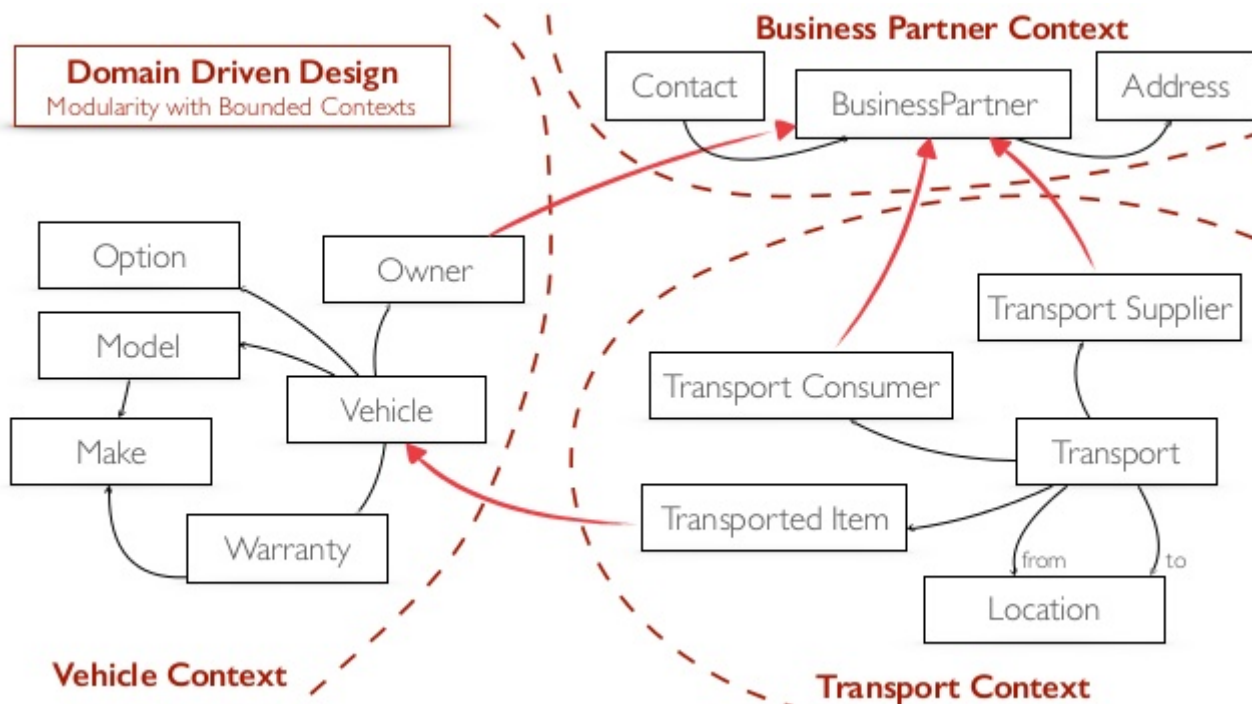 Business Partner Context
Domain Driven Design
Modularity with Bounded Contexts
Contact
BusinessPartner
Address
Option
Owner
Model
Vehicle
Make
Warranty
Vehicle Context
Transport Supplier
Transport Consumer
Transport
Transported Item
from
to
Location
Transport Context